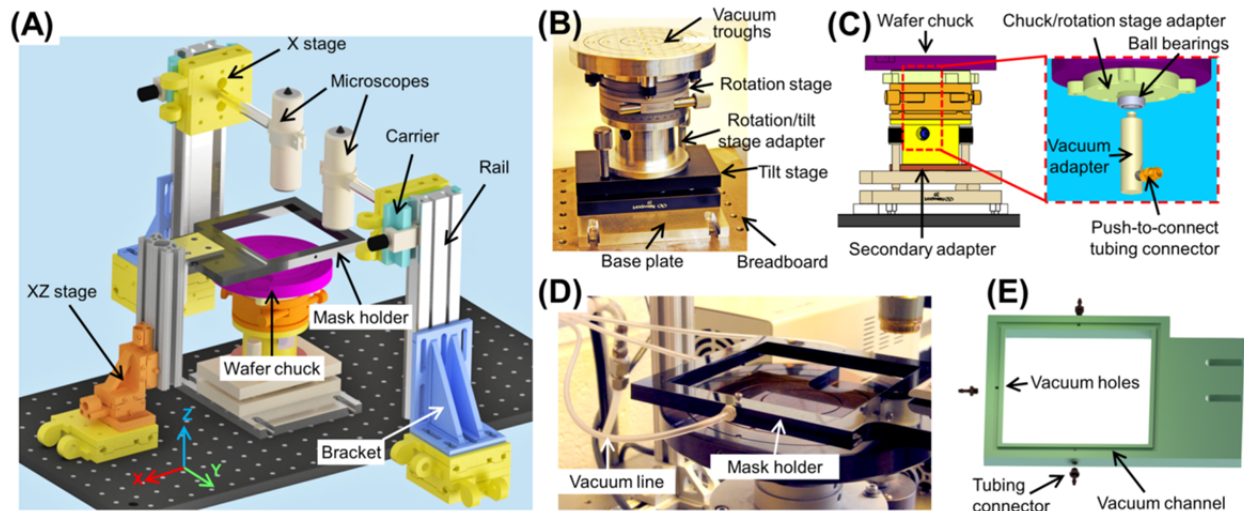 (A)
X stage
Microscopes
Carrier
Rail
XZ stage
Mask holder
Wafer chuck
Bracket
Z
X
Y
(B)
Vacuum
troughs
Rotation stage
Rotation/tilt
stage adapter
Tilt stage
Newport
Base plate
Breadboard
(C)
Wafer chuck
Chuck/rotation stage adapter
Ball bearings
Vacuum
adapter
Push-to-connect
tubing connector
Secondary adapter
(D)
Vacuum line
Mask holder
(E)
Vacuum holes
Tubing
connector
Vacuum channel